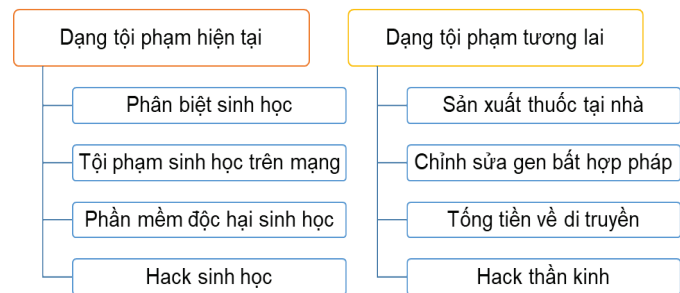 Dạng tội phạm hiện tại
Phân biệt sinh học
Tội phạm sinh học trên mạng
Phần mềm độc hại sinh học
Hack sinh học
Dạng tội phạm tương lai
Sản xuất thuốc tại nhà
Chỉnh sửa gen bất hợp pháp
Tống tiền về di truyền
Hack thần kinh